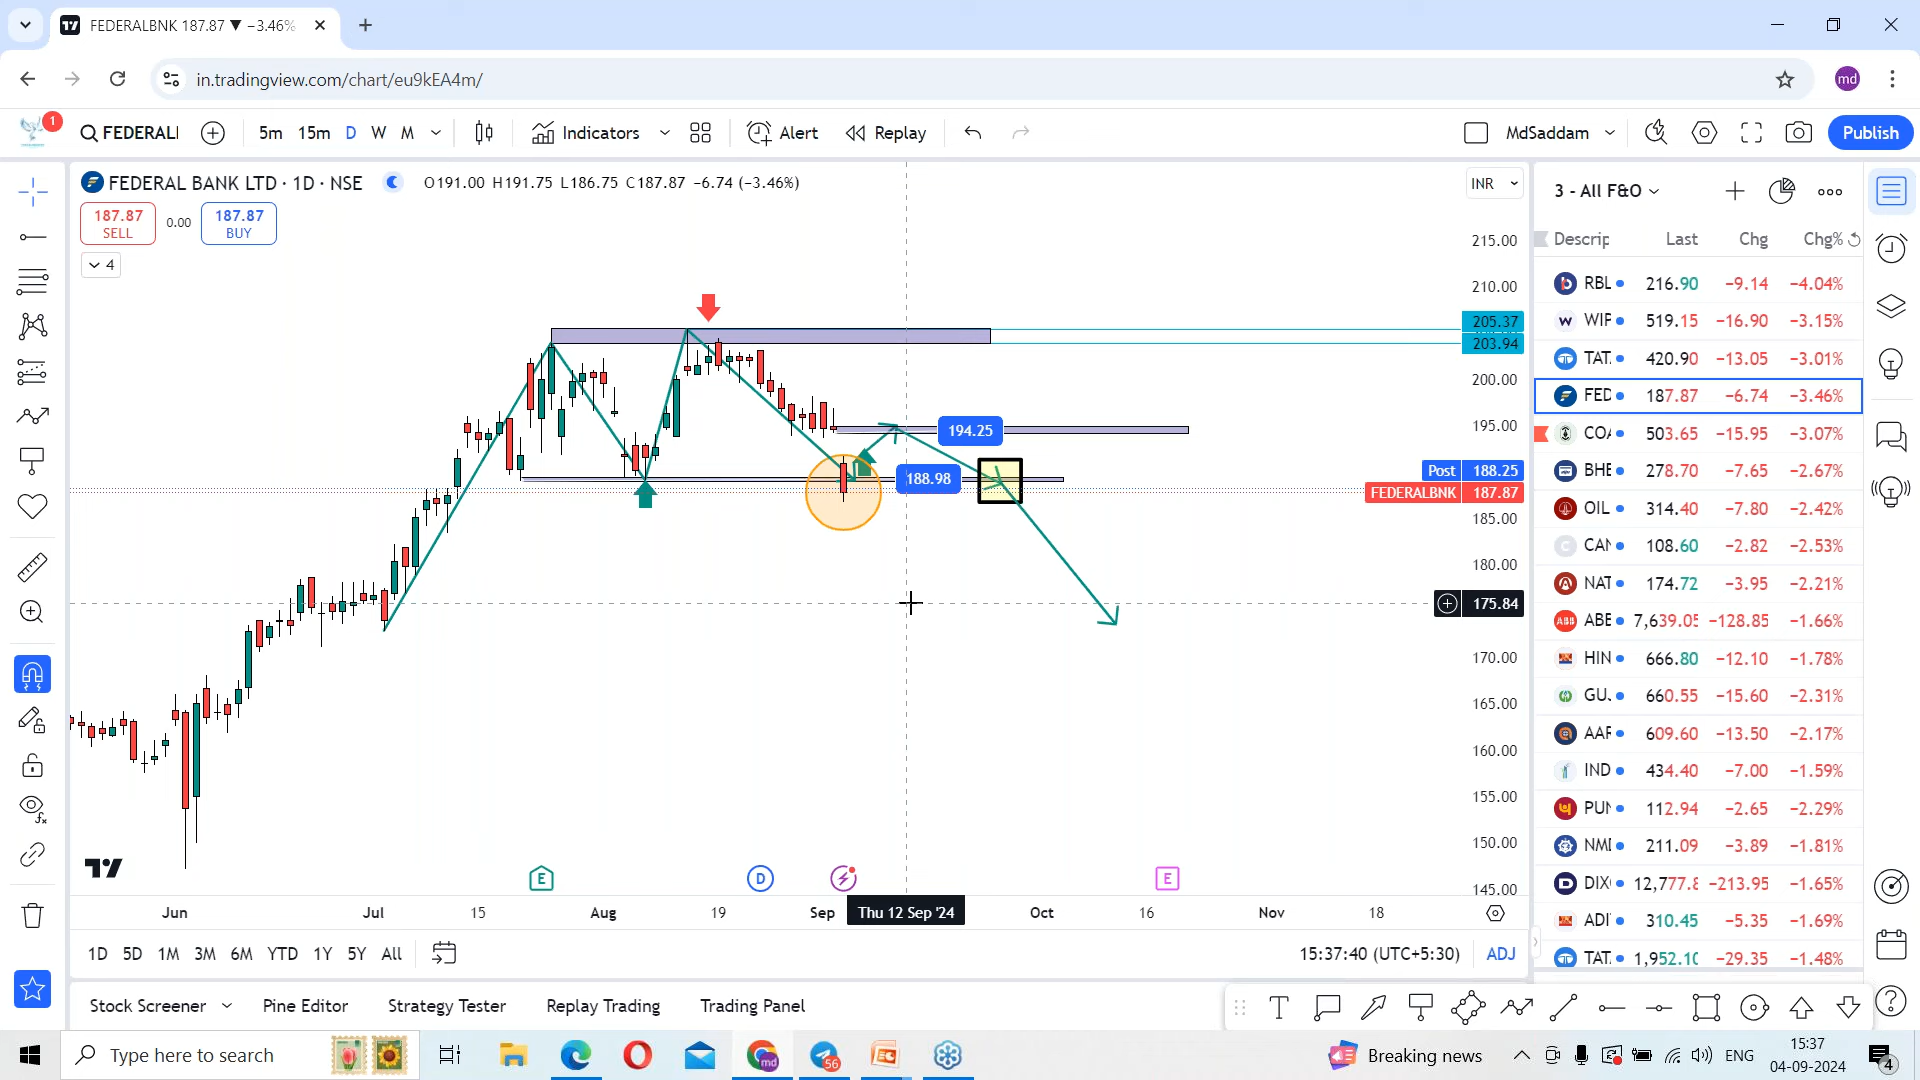 FEDERALBNK 187.87 ▼ −3.46%
in.tradingview.com/chart/eu9kEA4m/
md
1
FEDERALI
5m 15m D W M
Indicators
Alert
Replay
MdSaddam
Publish
FEDERAL BANK LTD · 1D · NSE
O191.00 H191.75 L186.75 C187.87 −6.74 (−3.46%)
INR
187.87
SELL
0.00
187.87
BUY
4
215.00
210.00
205.37
203.94
200.00
195.00
194.25
188.98
Post 188.25
FEDERALBNK 187.87
185.00
180.00
175.84
170.00
165.00
160.00
155.00
150.00
145.00
E
D
E
Jun Jul 15 Aug 19 Sep Thu 12 Sep '24 Oct 16 Nov 18
1D 5D 1M 3M 6M YTD 1Y 5Y All
15:37:40 (UTC+5:30) ADJ
3 - All F&O
Descrip Last Chg Chg%
RBL 216.90 −9.14 −4.04%
WIF 519.15 −16.90 −3.15%
TAT. 420.90 −13.05 −3.01%
FED 187.87 −6.74 −3.46%
COA 503.65 −15.95 −3.07%
BHE 278.70 −7.65 −2.67%
OIL 314.40 −7.80 −2.42%
CAN 108.60 −2.82 −2.53%
NAT 174.72 −3.95 −2.21%
ABB ABE 7,639.05 −128.85 −1.66%
HIN 666.80 −12.10 −1.78%
GU. 660.55 −15.60 −2.31%
AAF 609.60 −13.50 −2.17%
IND 434.40 −7.00 −1.59%
PUN 112.94 −2.65 −2.29%
NMI 211.09 −3.89 −1.81%
DIX 12,777.8 −213.95 −1.65%
ADI 310.45 −5.35 −1.69%
TAT. 1,952.10 −29.35 −1.48%
Stock Screener
Pine Editor
Strategy Tester
Replay Trading
Trading Panel
Type here to search
md
56
Breaking news
ENG
15:37
04-09-2024
4